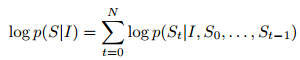 log p(S|I) = ∑_{t=0}^{N} log p(S_t|I, S_0, . . . , S_{t−1})